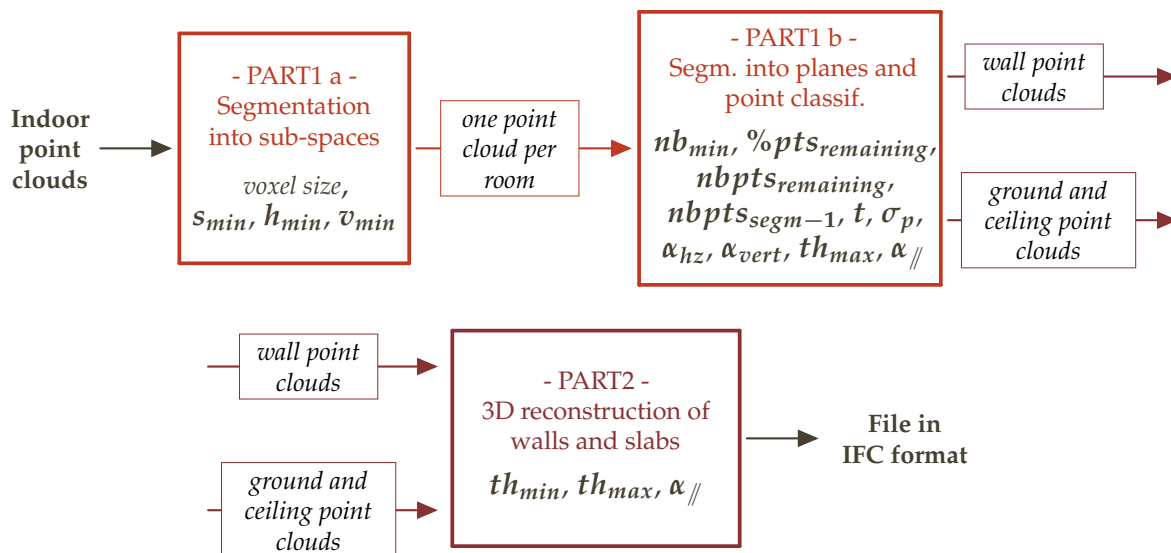 Indoor
point
clouds
- PART1 a -
Segmentation
into sub-spaces
voxel size,
s_min, h_min, v_min
one point
cloud per
room
- PART1 b -
Segm. into planes and
point classif.
nb_min, %pts_remaining,
nbpts_remaining,
nbpts_segm−1, t, σ_p,
α_hz, α_vert, th_max, α_//
wall point
clouds
ground and
ceiling point
clouds
wall point
clouds
ground and
ceiling point
clouds
- PART2 -
3D reconstruction of
walls and slabs
th_min, th_max, α_//
File in
IFC format